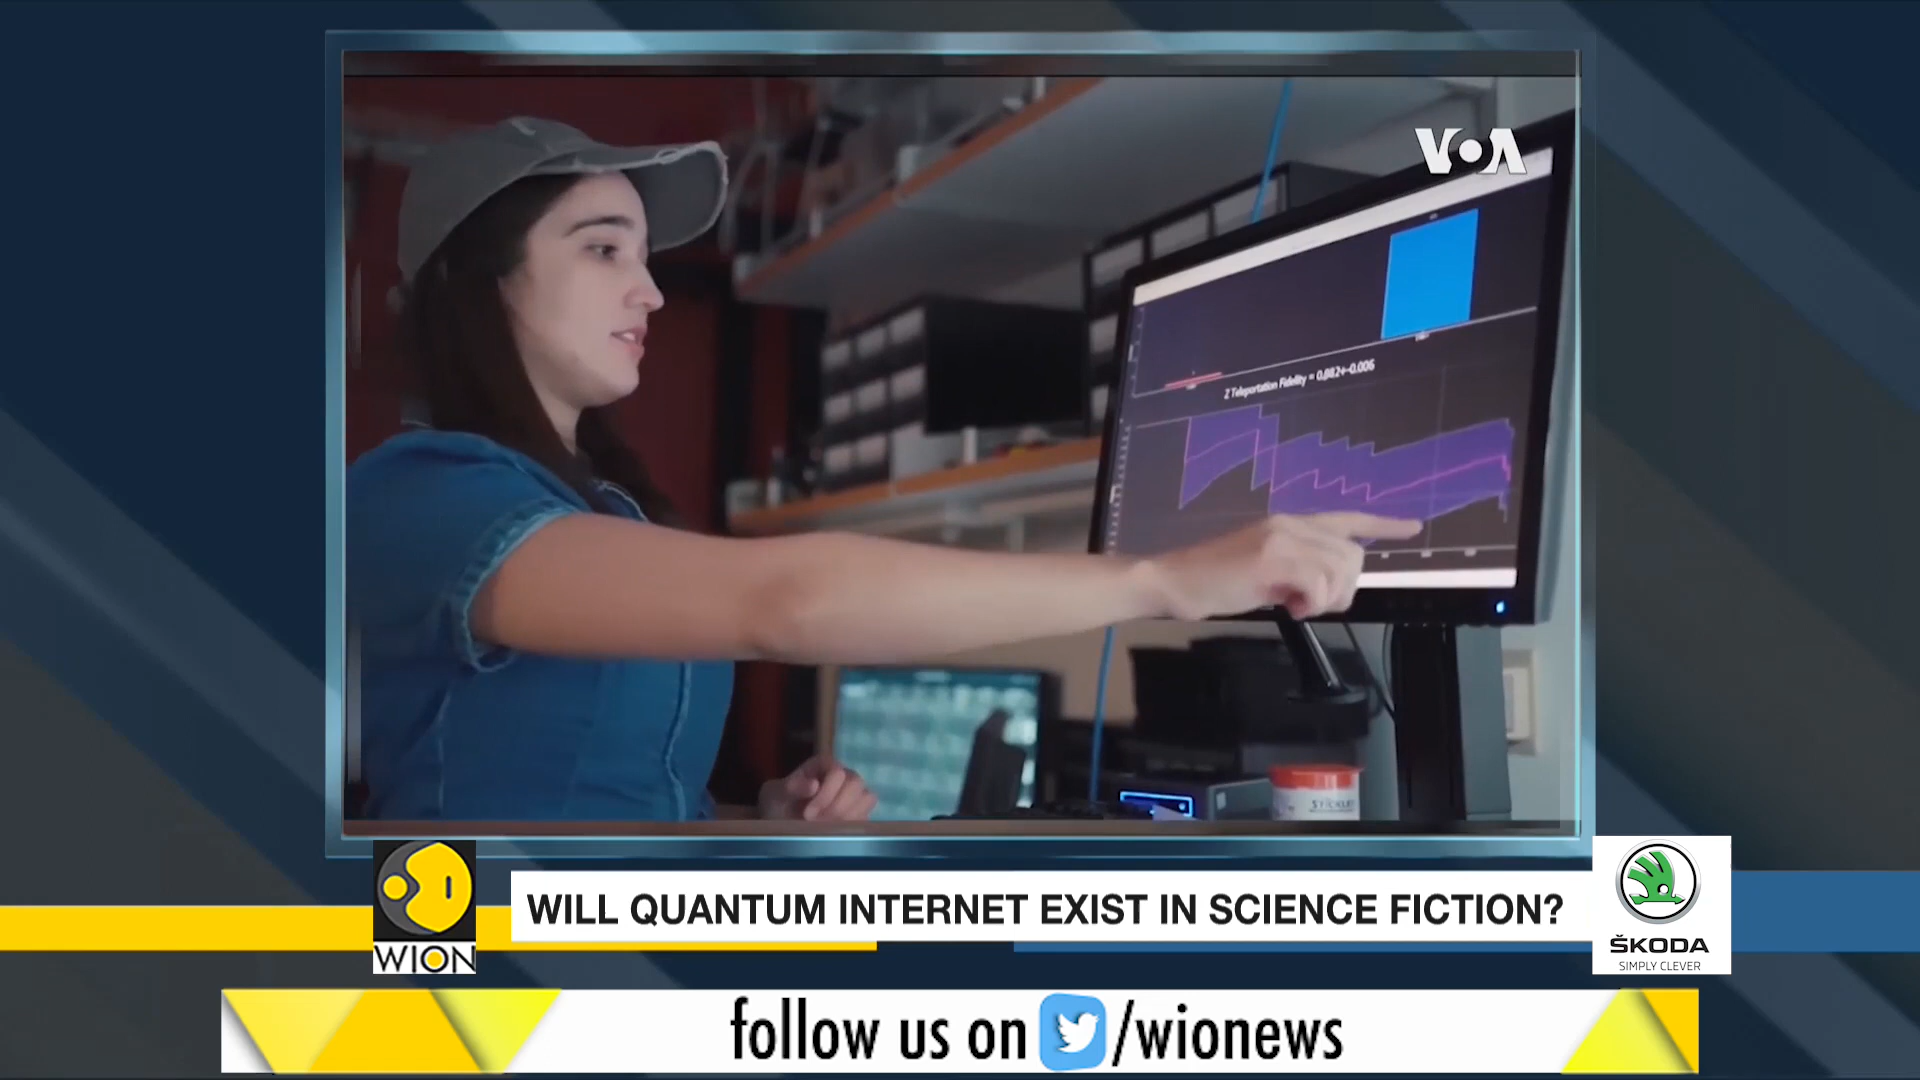 VOA
Z Teleportation Fidelity = 0.882+-0.006
WILL QUANTUM INTERNET EXIST IN SCIENCE FICTION?
WION
ŠKODA
SIMPLY CLEVER
follow us on /wionews